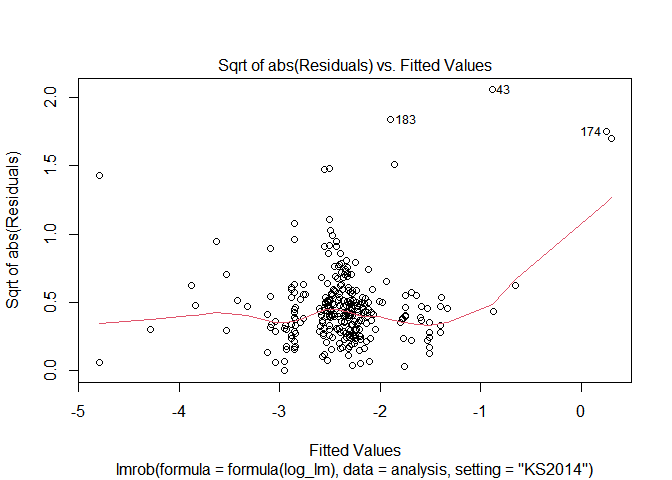 Sqrt of abs(Residuals) vs. Fitted Values
Sqrt of abs(Residuals)
2.0
1.5
1.0
0.5
0.0
43
183
174
-5 -4 -3 -2 -1 0
Fitted Values
lmrob(formula = formula(log_lm), data = analysis, setting = "KS2014")